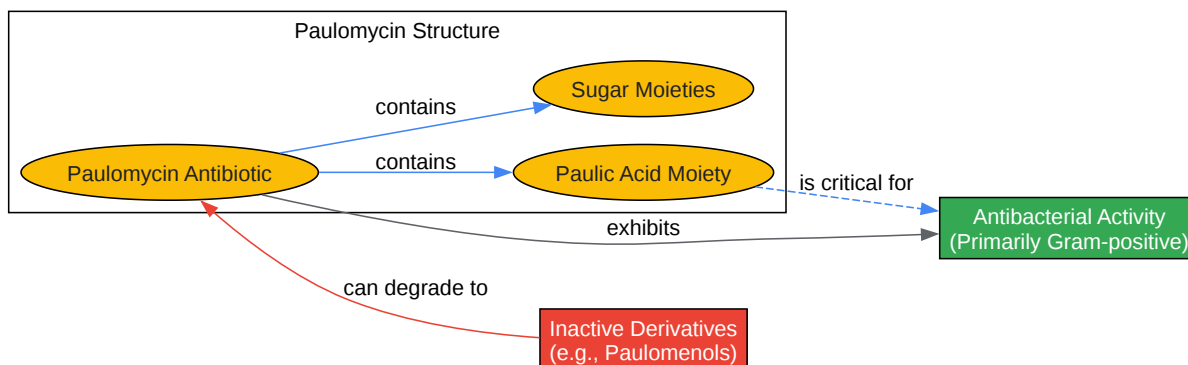 Paulomycin Structure
Sugar Moieties
contains
Paulomycin Antibiotic
contains
Paulic Acid Moiety
is critical for
Antibacterial Activity
(Primarily Gram-positive)
exhibits
can degrade to
Inactive Derivatives
(e.g., Paulomenols)